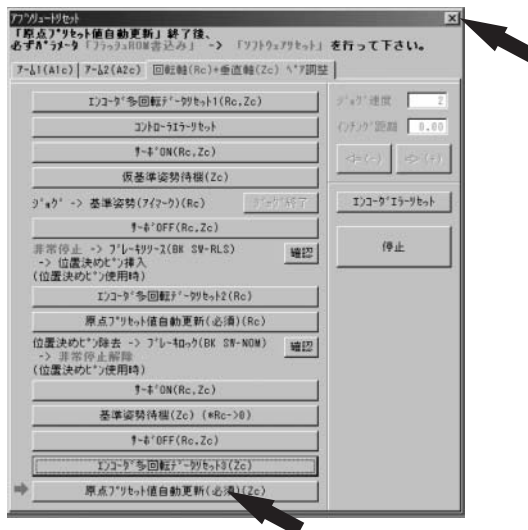 アブソリュートリセット
「原点プリセット値自動更新」終了後、
必ずパラメータ「フラッシュROM書込み」 -> 「ソフトウェアリセット」を行って下さい。
アーム1(A1c)
アーム2(A2c)
回転軸(Rc)+垂直軸(Zc) ペア調整
エンコーダ多回転データリセット1(Rc,Zc)
コントローラエラーリセット
サーボON(Rc,Zc)
仮基準姿勢待機(Zc)
ジョグ -> 基準姿勢(アイマーク)(Rc)
ジョグ終了
サーボOFF(Rc,Zc)
非常停止 -> ブレーキリリース(BK SW-RLS)
-> 位置決めピン挿入
(位置決めピン使用時)
確認
エンコーダ多回転データリセット2(Rc)
原点プリセット値自動更新(必須)(Rc)
位置決めピン除去 -> ブレーキロック(BK SW-NOM)
-> 非常停止解除
(位置決めピン使用時)
確認
サーボON(Rc,Zc)
基準姿勢待機(Zc) (*Rc->0)
サーボOFF(Rc,Zc)
エンコーダ多回転データリセット3(Zc)
原点プリセット値自動更新(必須)(Zc)
ジョグ速度 2
インチング距離 0.00
<=(-)
=>(+)
エンコーダエラーリセット
停止